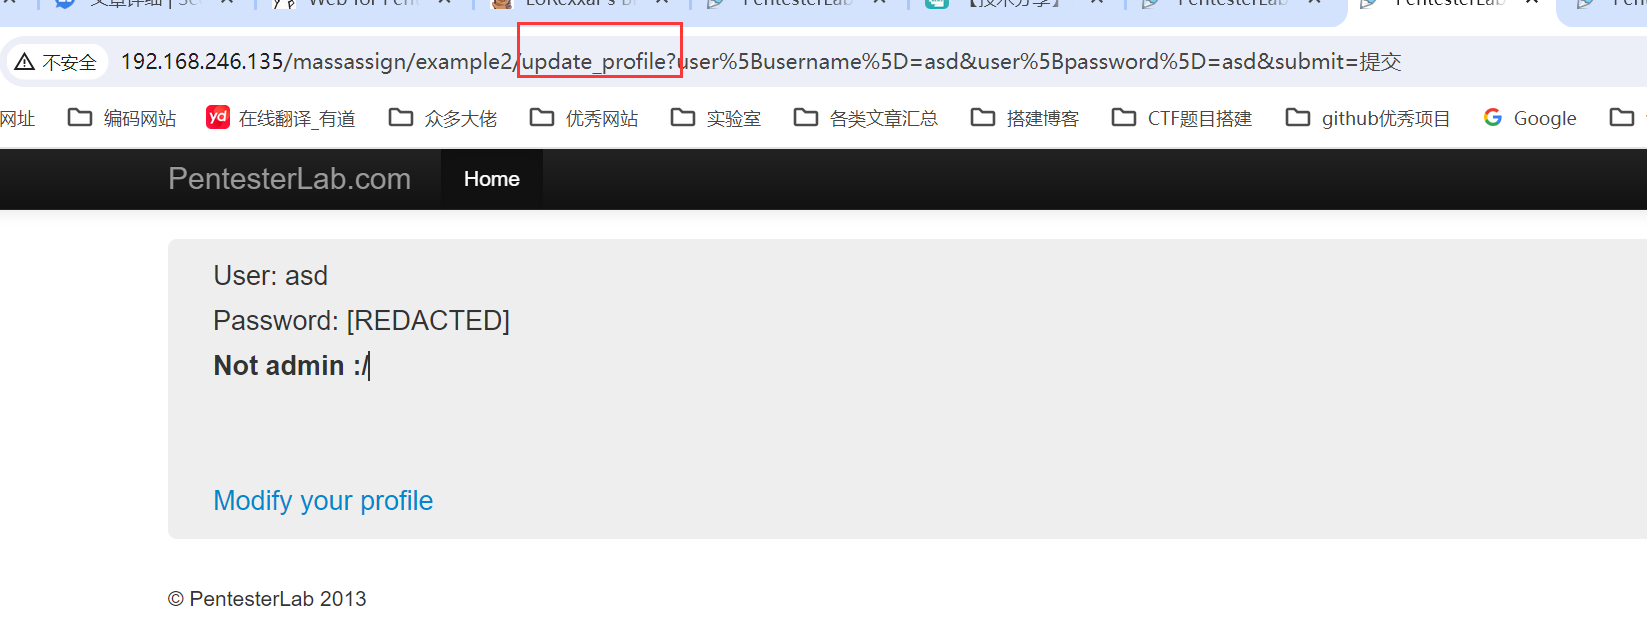 文章详细 | Se
Web for Pen
LoRexxar's B
PentesterLab
【技术分享】
PentesterLab
PentesterLab
Pen
不安全 192.168.246.135/massassign/example2/update_profile?user%5Busername%5D=asd&user%5Bpassword%5D=asd&submit=提交
网址 编码网站 yd 在线翻译_有道 众多大佬 优秀网站 实验室 各类文章汇总 搭建博客 CTF题目搭建 github优秀项目 Google
PentesterLab.com Home
User: asd
Password: [REDACTED]
Not admin :/
Modify your profile
© PentesterLab 2013